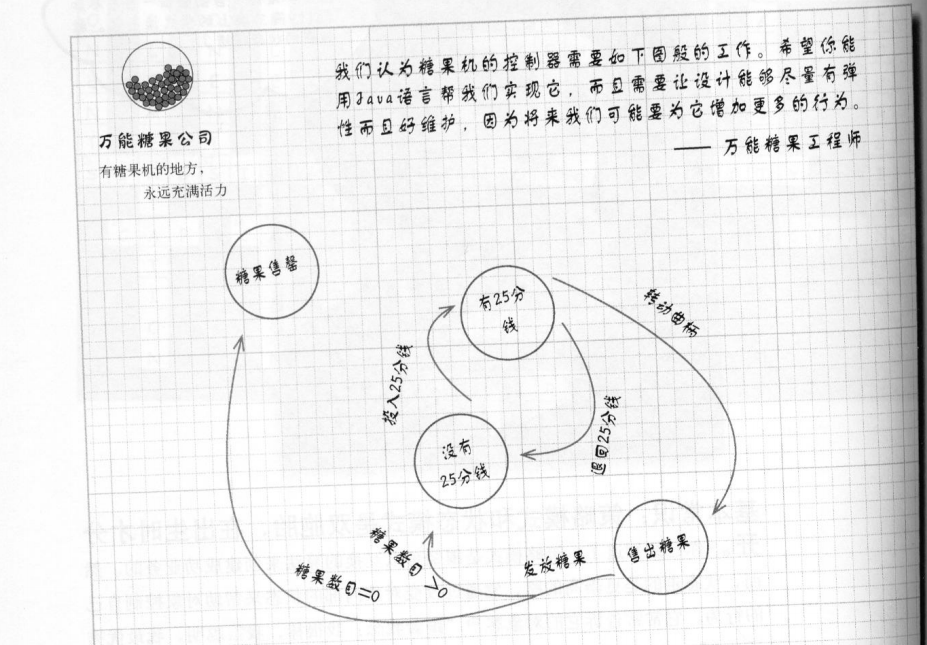 我们认为糖果机的控制器需要如下图般的工作。希望你能
用Java语言帮我们实现它，而且需要让设计能够尽量有弹
性而且好维护，因为将来我们可能要为它增加更多的行为。
—— 万能糖果工程师
万能糖果公司
有糖果机的地方，
永远充满活力
糖果售罄
有25分
钱
转动曲柄
投入25分钱
退回25分钱
没有
25分钱
糖果数目>0
糖果数目=0
发放糖果
售出糖果